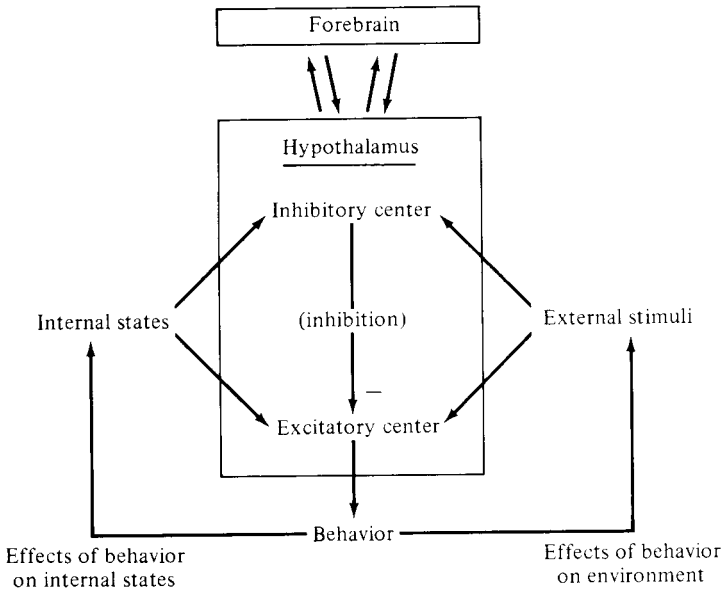 Forebrain
Hypothalamus
Inhibitory center
Internal states
(inhibition)
External stimuli
−
Excitatory center
Behavior
Effects of behavior
on internal states
Effects of behavior
on environment